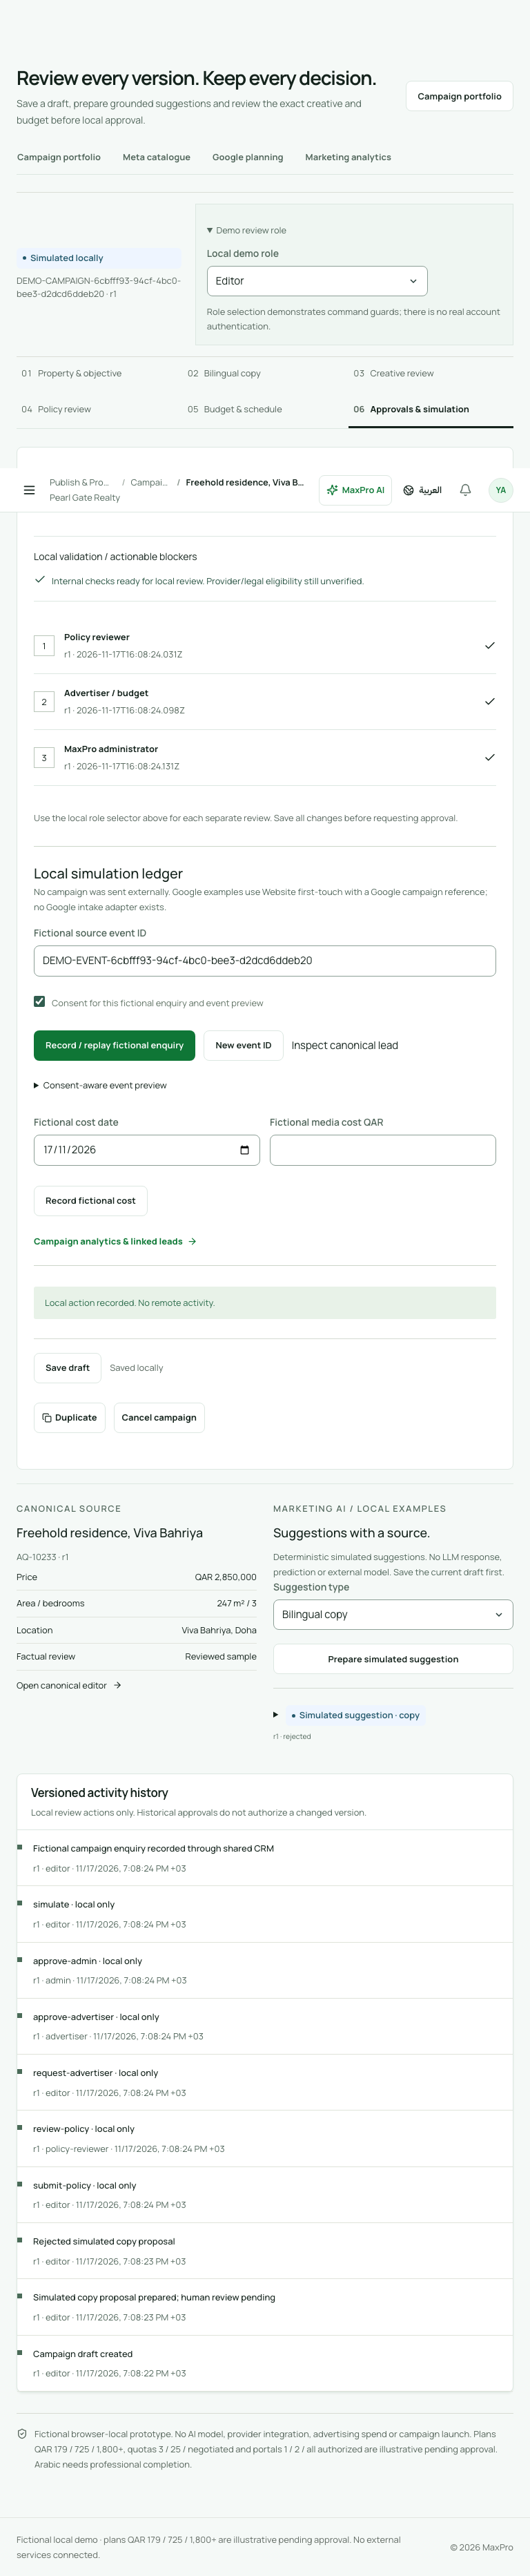 Review every version. Keep every decision.
Save a draft, prepare grounded suggestions and review the exact creative and
budget before local approval.
Campaign portfolio
Campaign portfolio
Meta catalogue
Google planning
Marketing analytics
Simulated locally
DEMO-CAMPAIGN-6cbfff93-94cf-4bc0-
bee3-d2dcd6ddeb20 · r1
Demo review role
Local demo role
Editor
Role selection demonstrates command guards; there is no real account
authentication.
01 Property & objective
02 Bilingual copy
03 Creative review
04 Policy review
05 Budget & schedule
06 Approvals & simulation
Publish & Pro... / Campai... / Freehold residence, Viva B...
Pearl Gate Realty
MaxPro AI
العربية
YA
Local validation / actionable blockers
Internal checks ready for local review. Provider/legal eligibility still unverified.
1
Policy reviewer
r1 · 2026-11-17T16:08:24.031Z
2
Advertiser / budget
r1 · 2026-11-17T16:08:24.098Z
3
MaxPro administrator
r1 · 2026-11-17T16:08:24.131Z
Use the local role selector above for each separate review. Save all changes before requesting approval.
Local simulation ledger
No campaign was sent externally. Google examples use Website first-touch with a Google campaign reference;
no Google intake adapter exists.
Fictional source event ID
DEMO-EVENT-6cbfff93-94cf-4bc0-bee3-d2dcd6ddeb20
Consent for this fictional enquiry and event preview
Record / replay fictional enquiry
New event ID
Inspect canonical lead
Consent-aware event preview
Fictional cost date
Fictional media cost QAR
17/11/2026
Record fictional cost
Campaign analytics & linked leads
Local action recorded. No remote activity.
Save draft
Saved locally
Duplicate
Cancel campaign
CANONICAL SOURCE
Freehold residence, Viva Bahriya
AQ-10233 · r1
Price QAR 2,850,000
Area / bedrooms 247 m² / 3
Location Viva Bahriya, Doha
Factual review Reviewed sample
Open canonical editor
MARKETING AI / LOCAL EXAMPLES
Suggestions with a source.
Deterministic simulated suggestions. No LLM response,
prediction or external model. Save the current draft first.
Suggestion type
Bilingual copy
Prepare simulated suggestion
Simulated suggestion · copy
r1 · rejected
Versioned activity history
Local review actions only. Historical approvals do not authorize a changed version.
Fictional campaign enquiry recorded through shared CRM
r1 · editor · 11/17/2026, 7:08:24 PM +03
simulate · local only
r1 · editor · 11/17/2026, 7:08:24 PM +03
approve-admin · local only
r1 · admin · 11/17/2026, 7:08:24 PM +03
approve-advertiser · local only
r1 · advertiser · 11/17/2026, 7:08:24 PM +03
request-advertiser · local only
r1 · editor · 11/17/2026, 7:08:24 PM +03
review-policy · local only
r1 · policy-reviewer · 11/17/2026, 7:08:24 PM +03
submit-policy · local only
r1 · editor · 11/17/2026, 7:08:24 PM +03
Rejected simulated copy proposal
r1 · editor · 11/17/2026, 7:08:23 PM +03
Simulated copy proposal prepared; human review pending
r1 · editor · 11/17/2026, 7:08:23 PM +03
Campaign draft created
r1 · editor · 11/17/2026, 7:08:22 PM +03
Fictional browser-local prototype. No AI model, provider integration, advertising spend or campaign launch. Plans
QAR 179 / 725 / 1,800+, quotas 3 / 25 / negotiated and portals 1 / 2 / all authorized are illustrative pending approval.
Arabic needs professional completion.
Fictional local demo · plans QAR 179 / 725 / 1,800+ are illustrative pending approval. No external
services connected.
© 2026 MaxPro